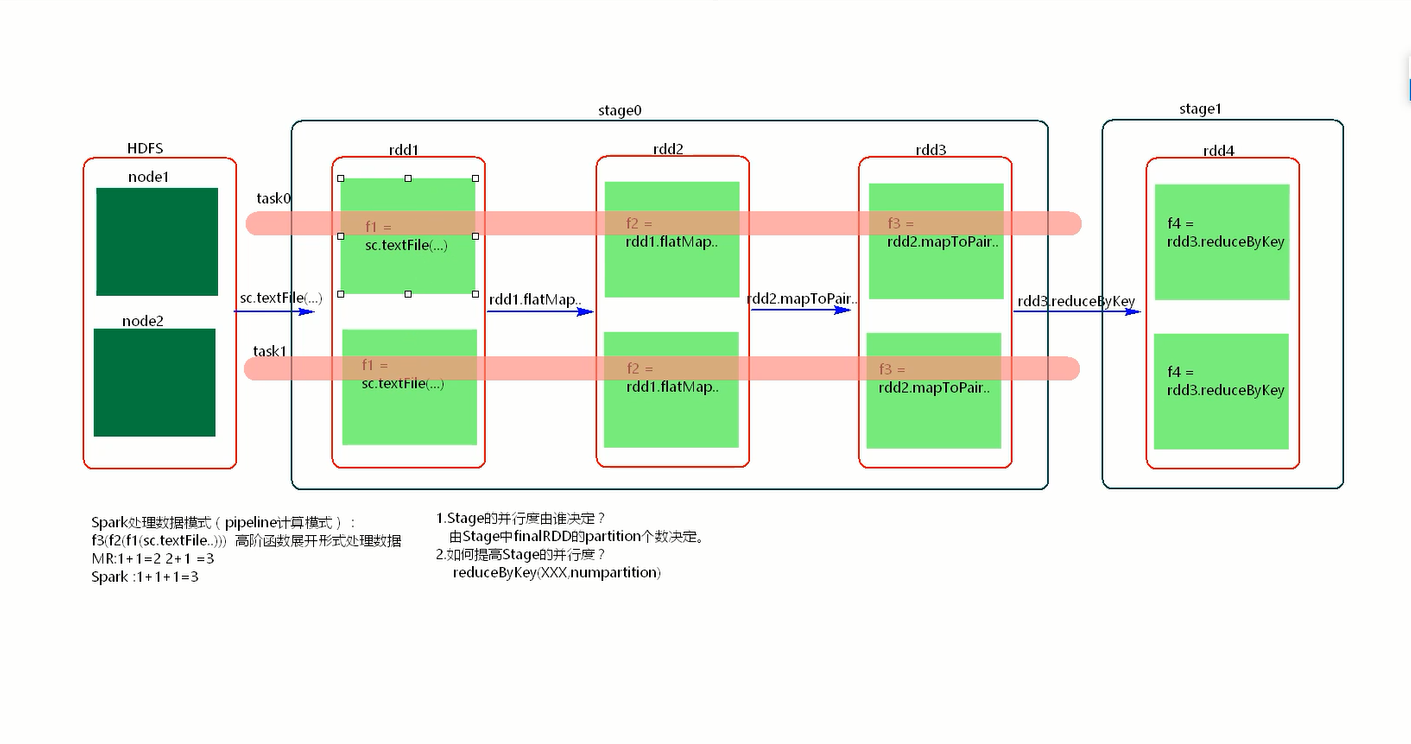 stage0
stage1
HDFS
rdd1
rdd2
rdd3
rdd4
node1
task0
f1 =
sc.textFile(...)
f2 =
rdd1.flatMap..
f3 =
rdd2.mapToPair..
f4 =
rdd3.reduceByKey
sc.textFile(...)
rdd1.flatMap..
rdd2.mapToPair..
rdd3.reduceByKey
node2
task1
f1 =
sc.textFile(...)
f2 =
rdd1.flatMap..
f3 =
rdd2.mapToPair..
f4 =
rdd3.reduceByKey
Spark处理数据模式（pipeline计算模式）：
f3(f2(f1(sc.textFile..))) 高阶函数展开形式处理数据
MR:1+1=2 2+1 =3
Spark :1+1+1=3
1.Stage的并行度由谁决定？
由Stage中finalRDD的partition个数决定。
2.如何提高Stage的并行度？
reduceByKey(XXX,numpartition)